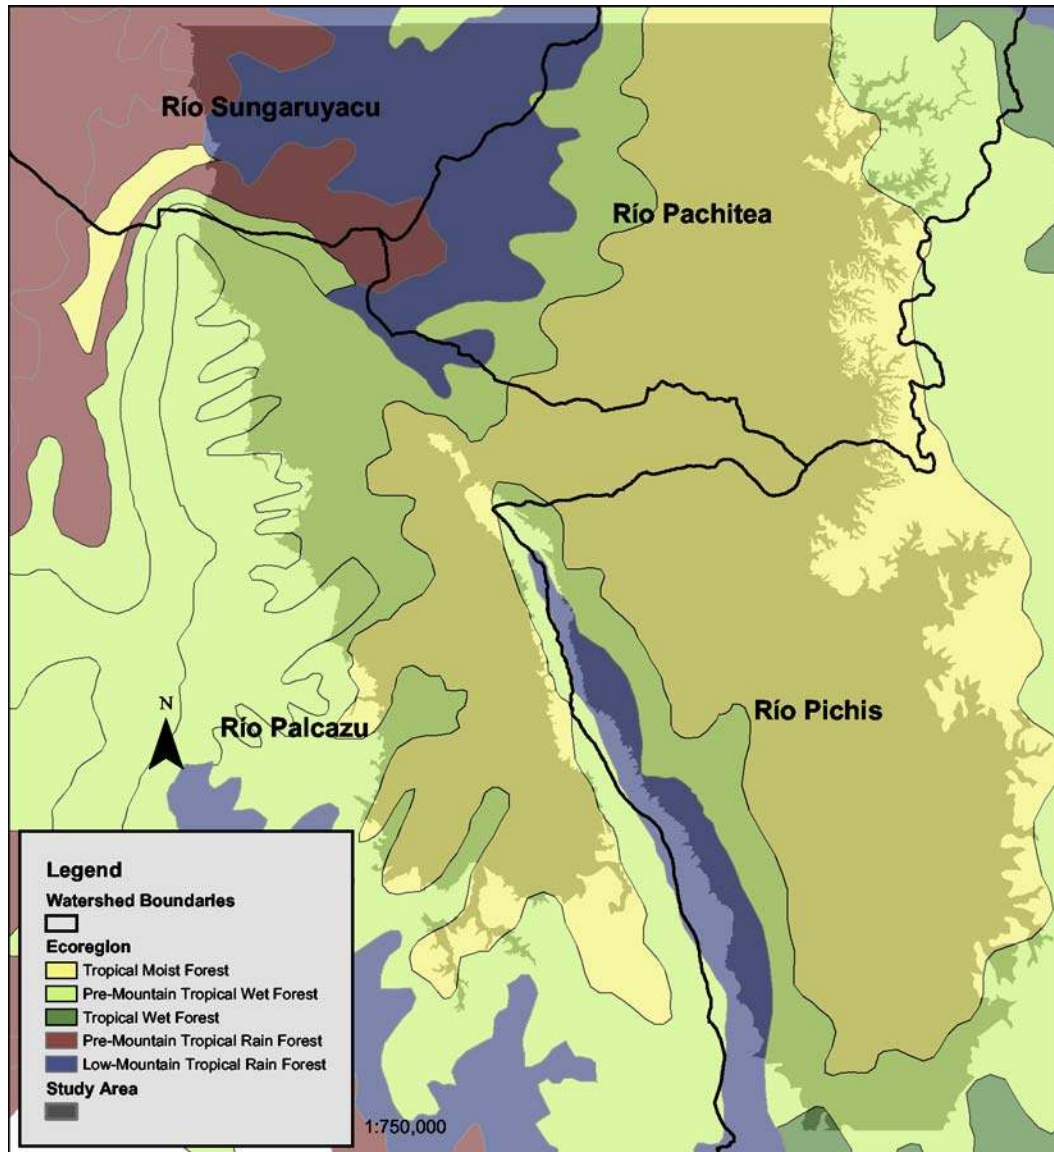 Río Sungaruyacu
Río Pachitea
Río Palcazu
Río Pichis
N
Legend
Watershed Boundaries
Ecoregion
Tropical Moist Forest
Pre-Mountain Tropical Wet Forest
Tropical Wet Forest
Pre-Mountain Tropical Rain Forest
Low-Mountain Tropical Rain Forest
Study Area
1:750,000